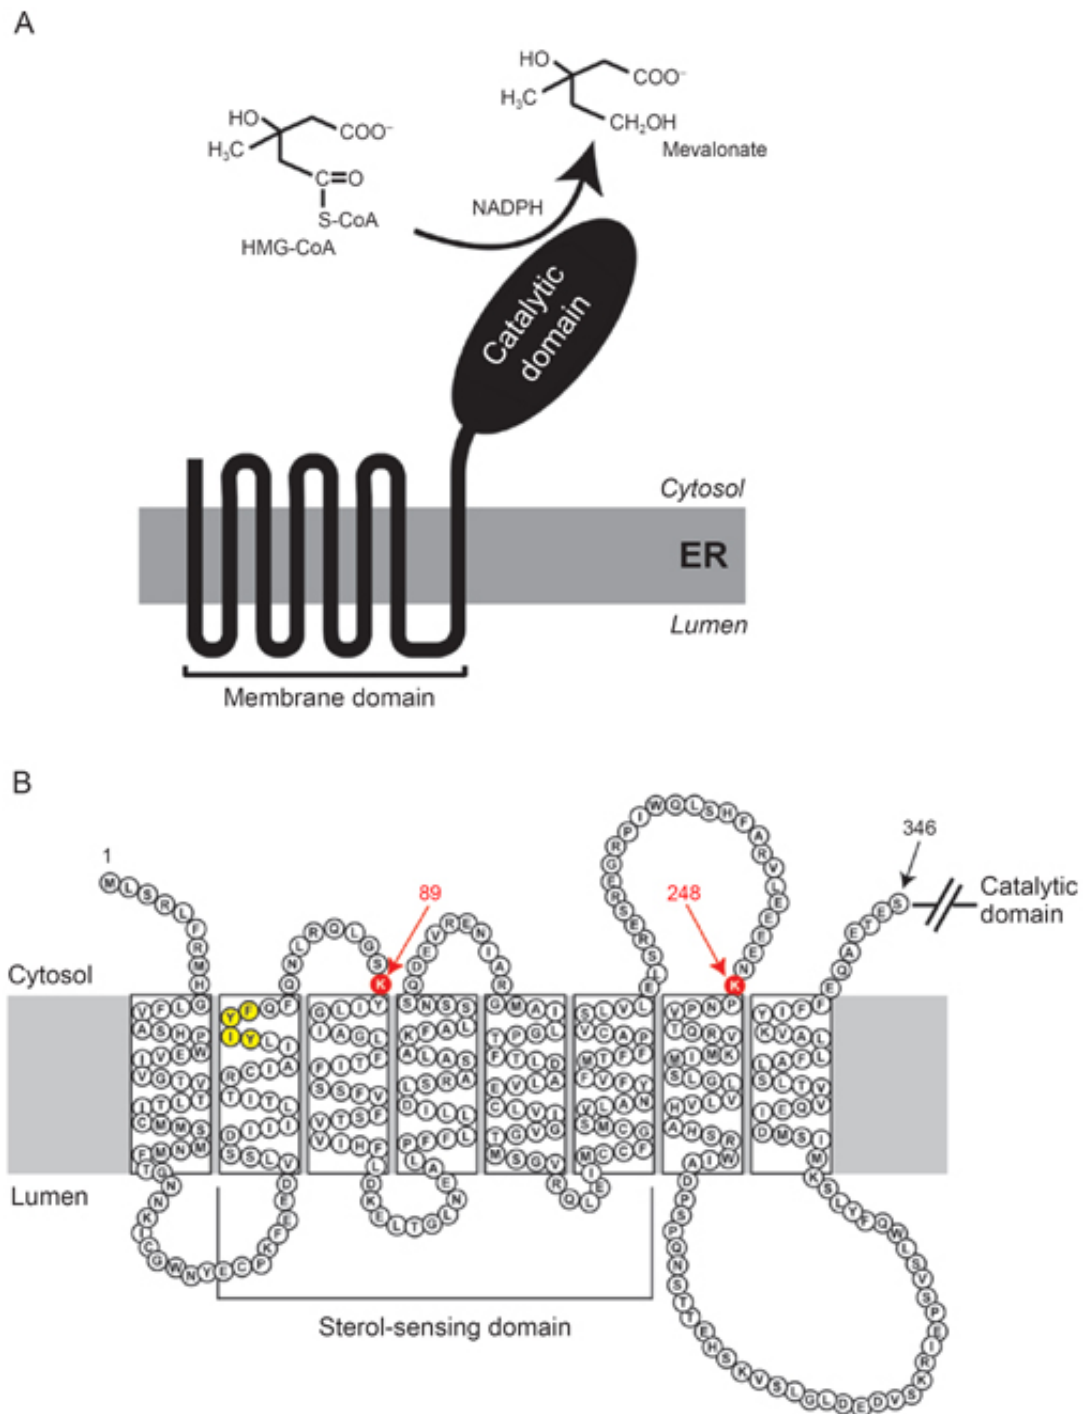 A
HO
H₃C
COO⁻
CH₂OH
Mevalonate
HO
H₃C
COO⁻
C=O
S-CoA
HMG-CoA
NADPH
Catalytic
domain
Cytosol
ER
Lumen
Membrane domain
B
1
89
248
346
Catalytic
domain
Cytosol
Lumen
Sterol-sensing domain
M L S R L F R M H
V F L G
A S H P
I V E W
V G T V
I T L T
C M M S
F M N M
T G N
N K I C G W N Y E C P K F E E D
Y F Q F
I Y L I
R C I A
T I T L
D I I I
S S L V
N L R Q L G S K
G L I Y
I A G L
F I T F
S S F V
V T S F
V I H F
L D K E L T G L N E A L
S N S S
K F A L
A L A S
L S R A
D I L L
P F F L
Q D E V R E N I A R
G M A I
T P G L
F T L D
E V L A
C L V I
T G V G
M S G V
R Q L E I
S L V L
V C A P
M T F F
F V F Y
V L A N
S M C G
M C C F
E L S R E S R E G R P I W Q L S H F A R V L E E E E N K
V P N P
T Q R V
M I M K
S L G L
H V L V
A H S R
A I W
D P S P Q N S T T E H S K V S L G L D E D V S K R I E P S V S L W Q F Y L S K M
Y I F F
K V A L
L A F L
S L T V
I E Q V
D M S I
E Q A E T E S